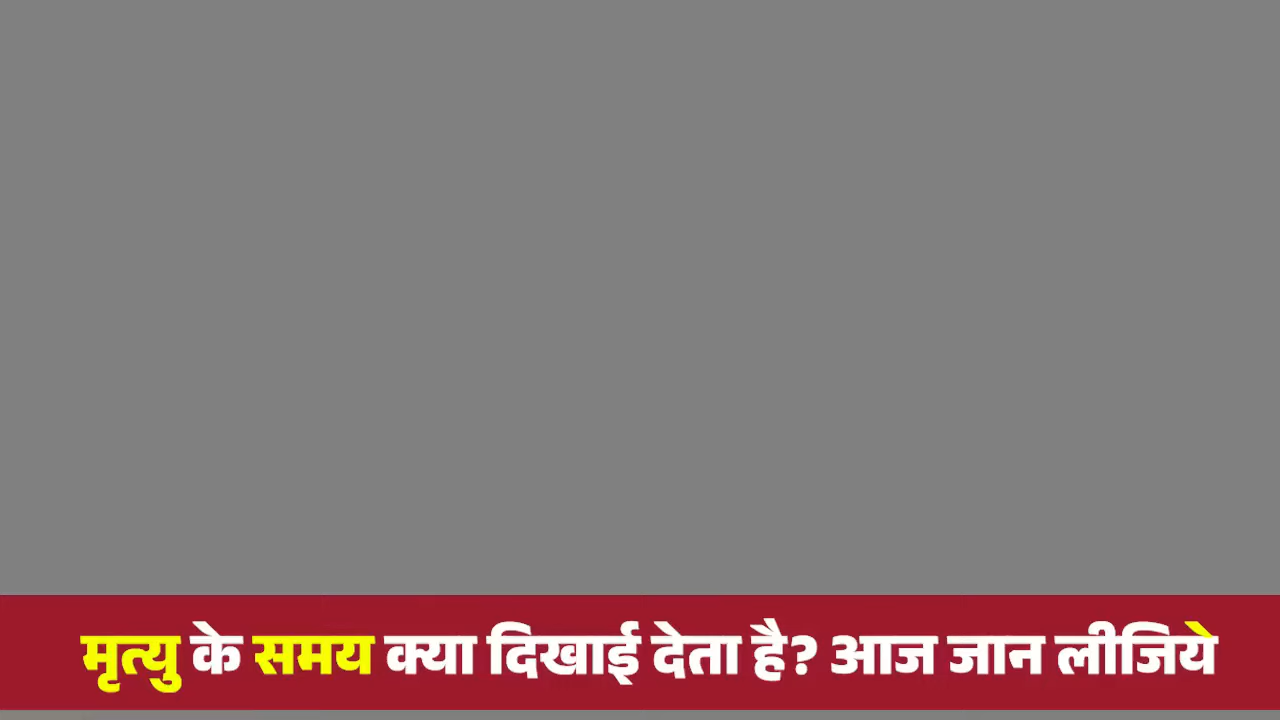 मृत्यु के समय क्या दिखाई देता है? आज जान लीजिये